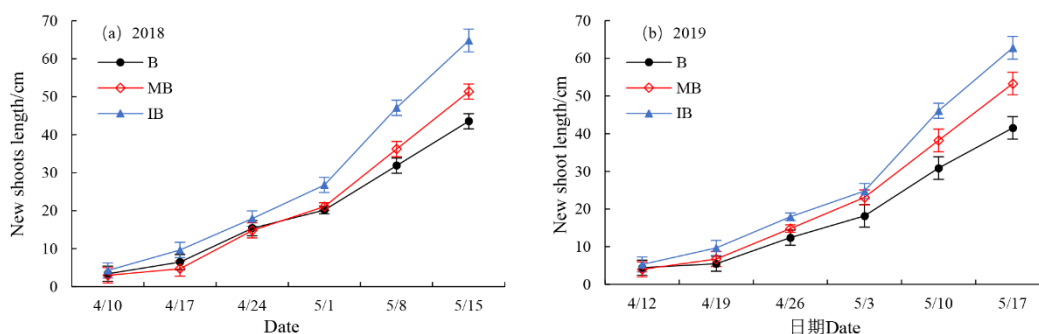 (a) 2018
B
MB
IB
New shoots length/cm
70
60
50
40
30
20
10
0
4/10 4/17 4/24 5/1 5/8 5/15
Date
(b) 2019
B
MB
IB
New shoot length/cm
70
60
50
40
30
20
10
0
4/12 4/19 4/26 5/3 5/10 5/17
日期Date